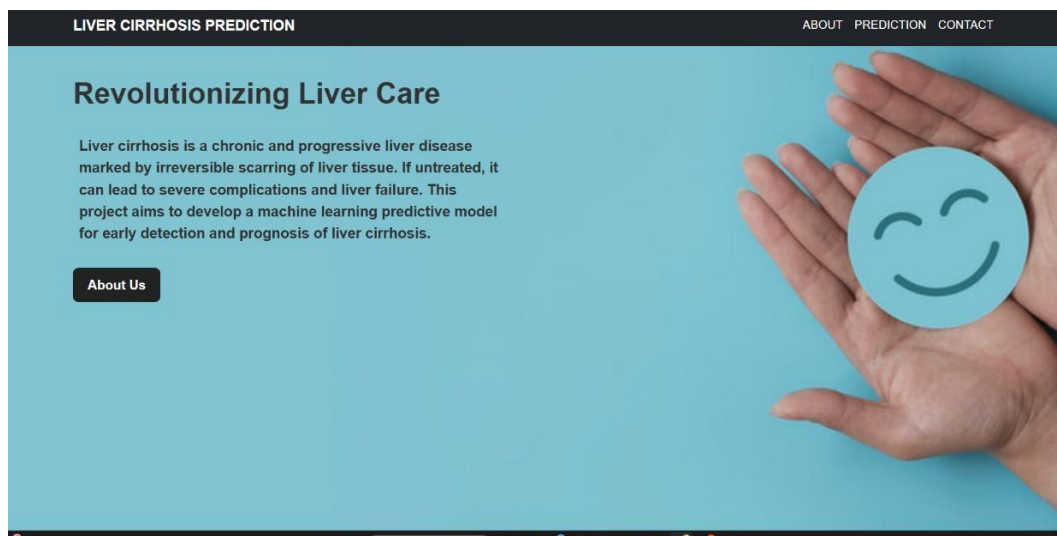 LIVER CIRRHOSIS PREDICTION
ABOUT PREDICTION CONTACT
Revolutionizing Liver Care
Liver cirrhosis is a chronic and progressive liver disease
marked by irreversible scarring of liver tissue. If untreated, it
can lead to severe complications and liver failure. This
project aims to develop a machine learning predictive model
for early detection and prognosis of liver cirrhosis.
About Us